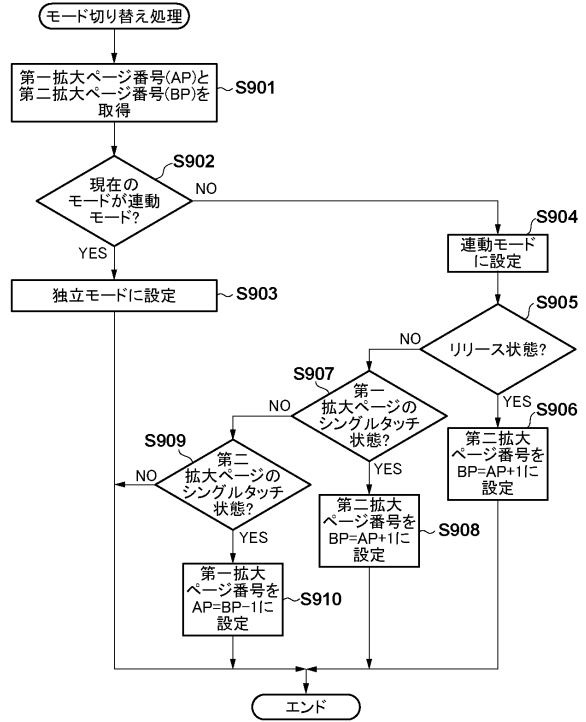 モード切り替え処理
第一拡大ページ番号(AP)と
第二拡大ページ番号(BP)を
取得
S901
現在の
モードが連動
モード?
S902
NO
YES
独立モードに設定
S903
連動モード
に設定
S904
リリース状態?
S905
NO
YES
第二拡大
ページ番号を
BP=AP+1に
設定
S906
第一
拡大ページの
シングルタッチ
状態?
S907
NO
YES
第二拡大
ページ番号を
BP=AP+1に
設定
S908
第二
拡大ページの
シングルタッチ
状態?
S909
NO
YES
第一拡大
ページ番号を
AP=BP-1に
設定
S910
エンド